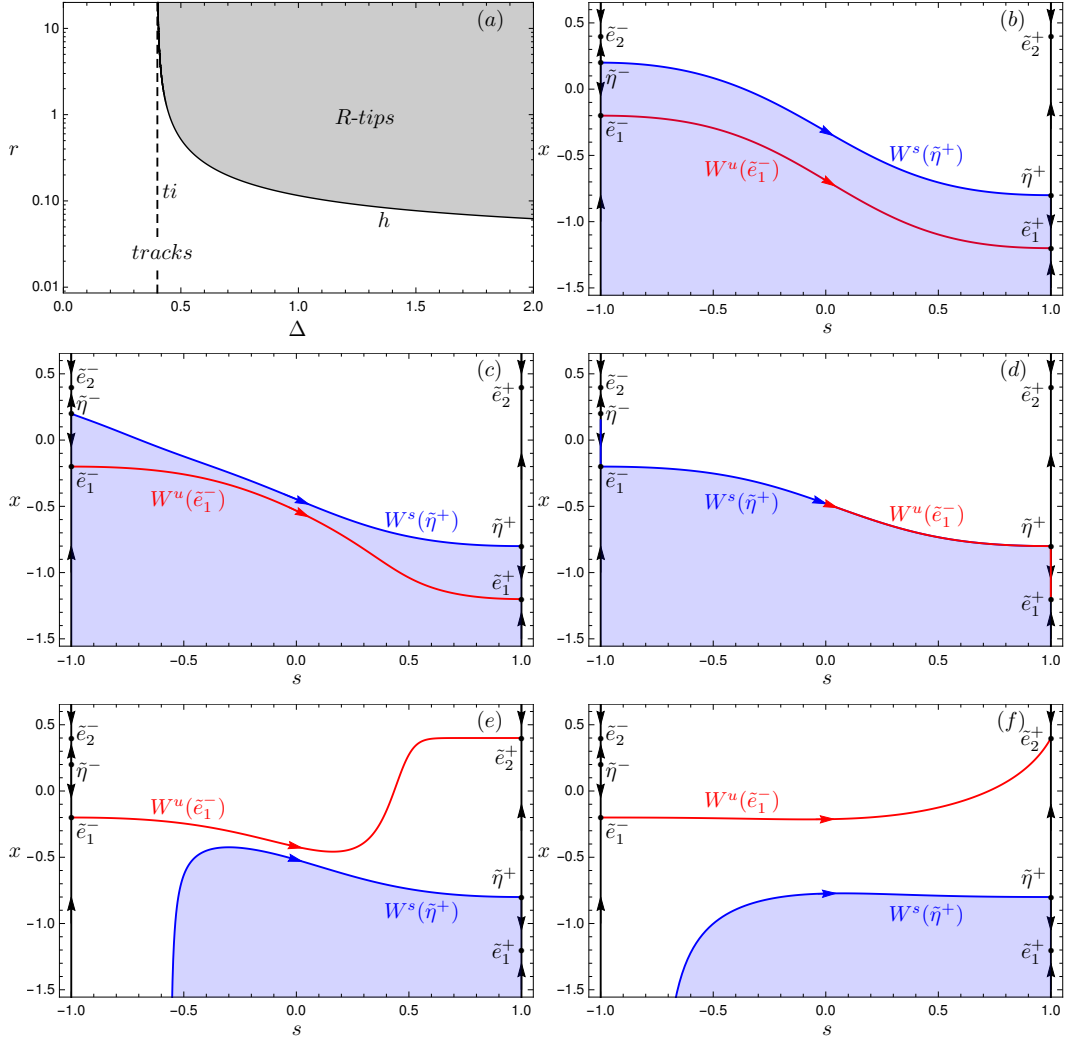 (a)
10
1
0.10
0.01
r
R-tips
ti
h
tracks
0.0 0.5 1.0 1.5 2.0
Δ
(b)
0.5
0.0
−0.5
−1.0
−1.5
x
ẽ₂⁻
η̃⁻
ẽ₁⁻
Wᵘ(ẽ₁⁻)
Wˢ(η̃⁺)
ẽ₂⁺
η̃⁺
ẽ₁⁺
−1.0 −0.5 0.0 0.5 1.0
s
(c)
0.5
0.0
−0.5
−1.0
−1.5
x
ẽ₂⁻
η̃⁻
ẽ₁⁻
Wᵘ(ẽ₁⁻)
Wˢ(η̃⁺)
ẽ₂⁺
η̃⁺
ẽ₁⁺
−1.0 −0.5 0.0 0.5 1.0
s
(d)
0.5
0.0
−0.5
−1.0
−1.5
x
ẽ₂⁻
η̃⁻
ẽ₁⁻
Wˢ(η̃⁺)
Wᵘ(ẽ₁⁻)
ẽ₂⁺
η̃⁺
ẽ₁⁺
−1.0 −0.5 0.0 0.5 1.0
s
(e)
0.5
0.0
−0.5
−1.0
−1.5
x
ẽ₂⁻
η̃⁻
ẽ₁⁻
Wᵘ(ẽ₁⁻)
Wˢ(η̃⁺)
ẽ₂⁺
η̃⁺
ẽ₁⁺
−1.0 −0.5 0.0 0.5 1.0
s
(f)
0.5
0.0
−0.5
−1.0
−1.5
x
ẽ₂⁻
η̃⁻
ẽ₁⁻
Wᵘ(ẽ₁⁻)
Wˢ(η̃⁺)
ẽ₂⁺
η̃⁺
ẽ₁⁺
−1.0 −0.5 0.0 0.5 1.0
s